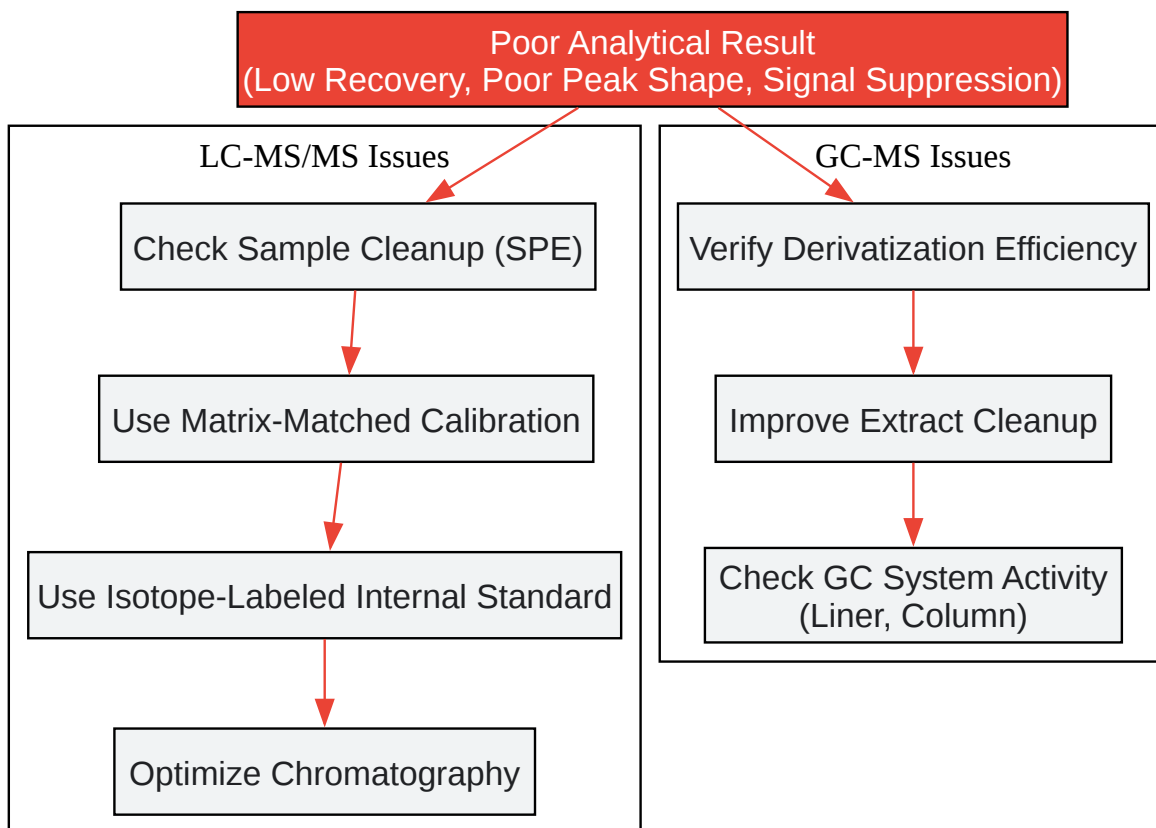 Poor Analytical Result
(Low Recovery, Poor Peak Shape, Signal Suppression)
LC-MS/MS Issues
Check Sample Cleanup (SPE)
Use Matrix-Matched Calibration
Use Isotope-Labeled Internal Standard
Optimize Chromatography
GC-MS Issues
Verify Derivatization Efficiency
Improve Extract Cleanup
Check GC System Activity
(Liner, Column)